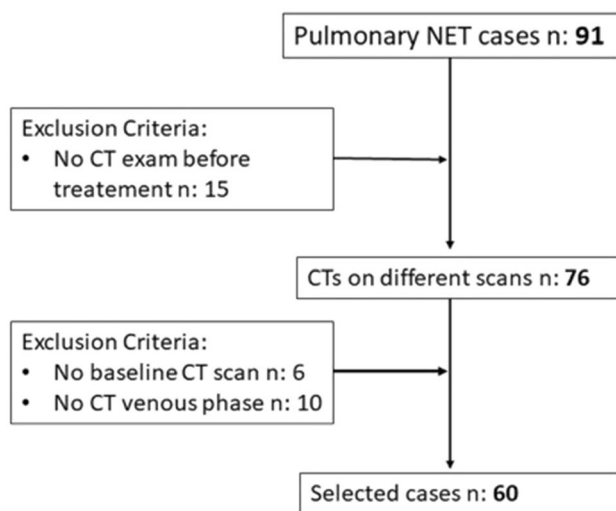 Pulmonary NET cases n: 91
Exclusion Criteria:
• No CT exam before
treatement n: 15
CTs on different scans n: 76
Exclusion Criteria:
• No baseline CT scan n: 6
• No CT venous phase n: 10
Selected cases n: 60